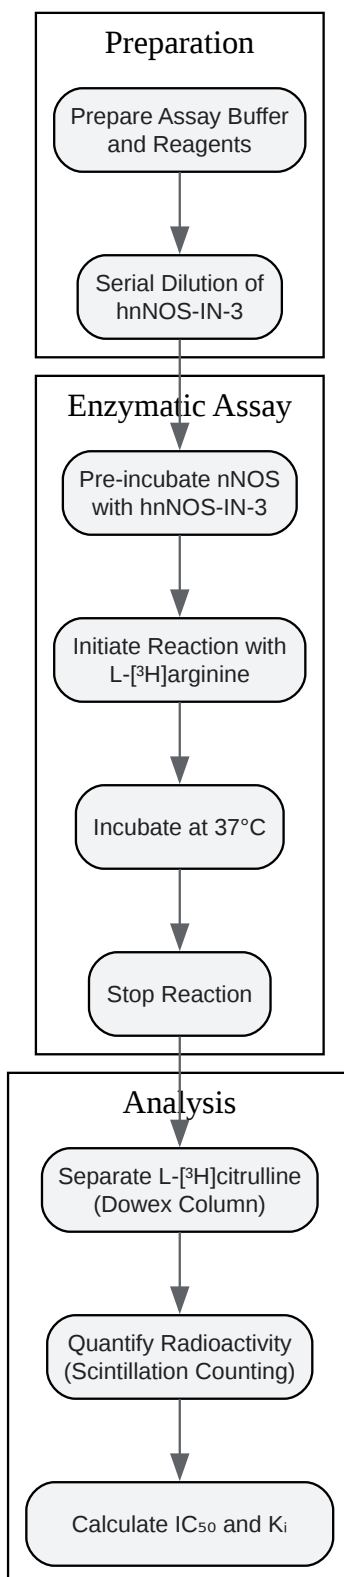 Preparation
Prepare Assay Buffer
and Reagents
Serial Dilution of
hnNOS-IN-3
Enzymatic Assay
Pre-incubate nNOS
with hnNOS-IN-3
Initiate Reaction with
L-[³H]arginine
Incubate at 37°C
Stop Reaction
Analysis
Separate L-[³H]citrulline
(Dowex Column)
Quantify Radioactivity
(Scintillation Counting)
Calculate IC₅₀ and Kᵢ